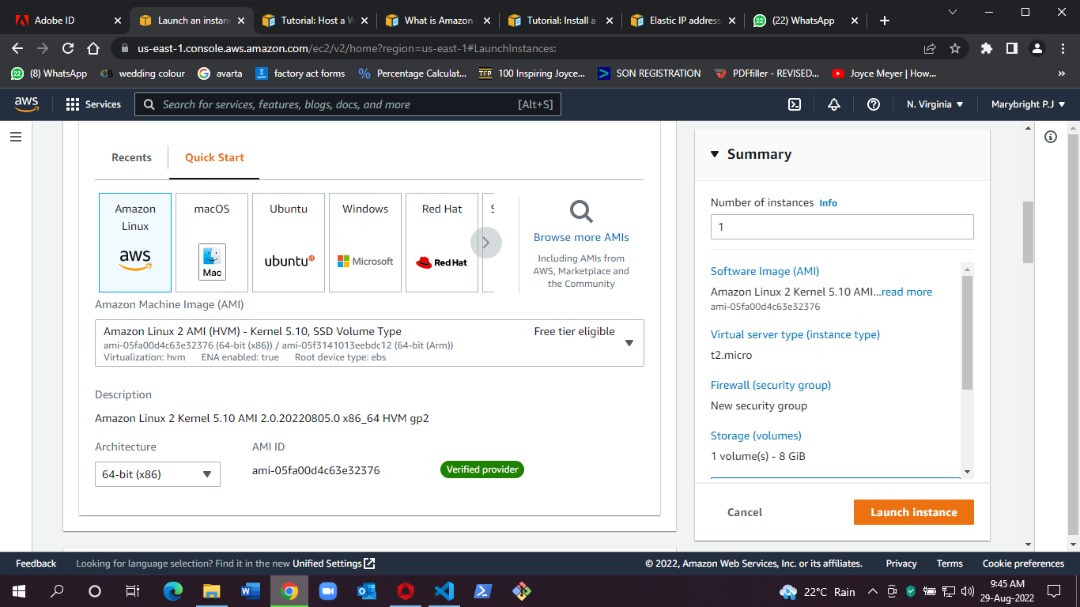 Adobe ID
Launch an instan
Tutorial: Host a W
What is Amazon
Tutorial: Install a
Elastic IP addres
(22) WhatsApp
us-east-1.console.aws.amazon.com/ec2/v2/home?region=us-east-1#LaunchInstances:
(8) WhatsApp
wedding colour
avarta
factory act forms
Percentage Calculat...
100 Inspiring Joyce...
SON REGISTRATION
PDFfiller - REVISED...
Joyce Meyer | How...
»
aws
Services
Search for services, features, blogs, docs, and more
[Alt+S]
N. Virginia
Marybright P.J
Recents
Quick Start
Amazon
Linux
aws
macOS
Mac
Ubuntu
ubuntu
Windows
Microsoft
Red Hat
Red Hat
S
Browse more AMIs
Including AMIs from
AWS, Marketplace and
the Community
Amazon Machine Image (AMI)
Amazon Linux 2 AMI (HVM) - Kernel 5.10, SSD Volume Type
Free tier eligible
ami-05fa00d4c63e32376 (64-bit (x86)) / ami-05f3141013eebdc12 (64-bit (Arm))
Virtualization: hvm ENA enabled: true Root device type: ebs
Description
Amazon Linux 2 Kernel 5.10 AMI 2.0.20220805.0 x86_64 HVM gp2
Architecture
AMI ID
64-bit (x86)
ami-05fa00d4c63e32376
Verified provider
Summary
Number of instances Info
1
Software Image (AMI)
Amazon Linux 2 Kernel 5.10 AMI...read more
ami-05fa00d4c63e32376
Virtual server type (instance type)
t2.micro
Firewall (security group)
New security group
Storage (volumes)
1 volume(s) - 8 GiB
Cancel
Launch instance
Feedback
Looking for language selection? Find it in the new Unified Settings
© 2022, Amazon Web Services, Inc. or its affiliates.
Privacy
Terms
Cookie preferences
22°C Rain
9:45 AM
29-Aug-2022